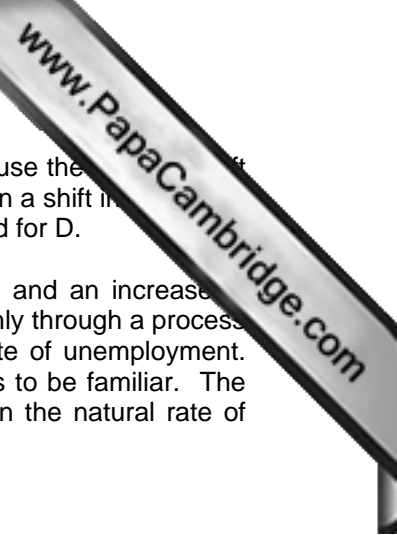 www.PapaCambridge.com
use the
n a shift in
d for D.
and an increase
nly through a process
te of unemployment.
s to be familiar. The
n the natural rate of